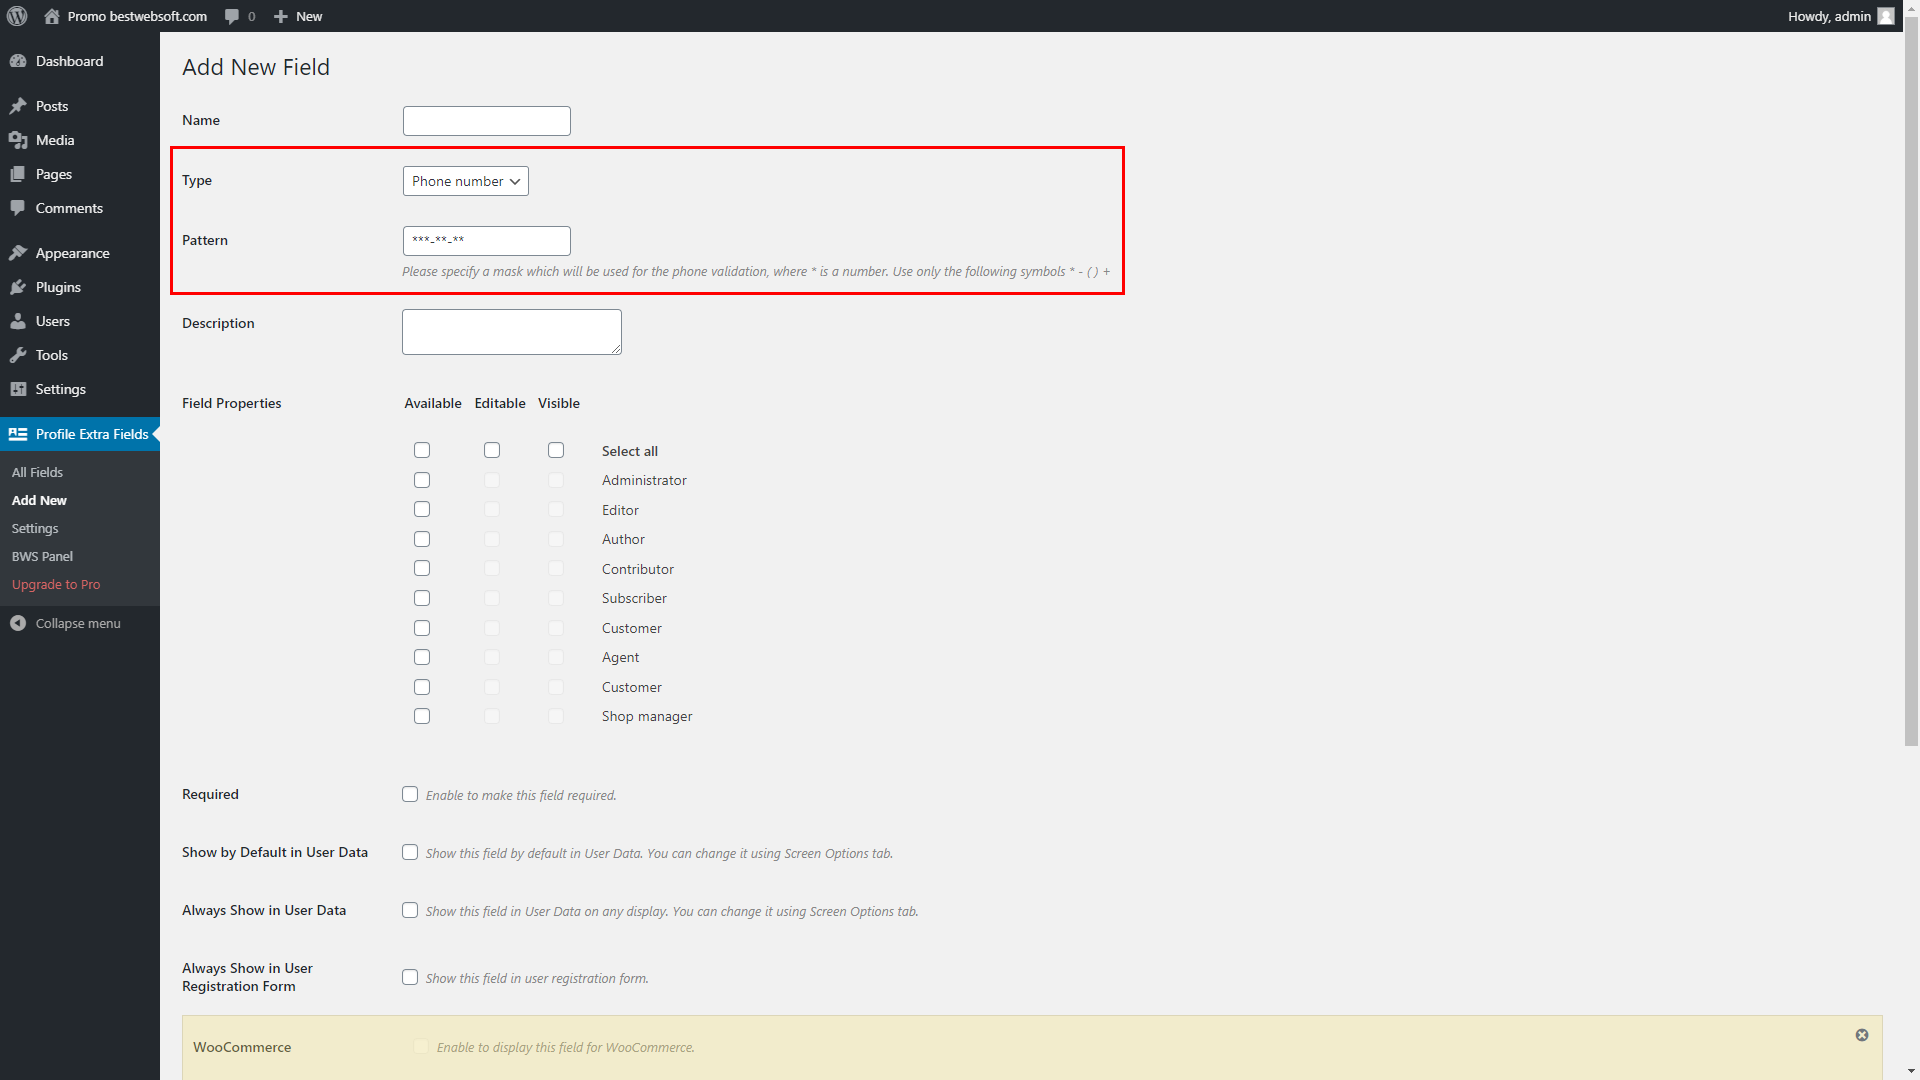 Promo bestwebsoft.com 0 New Howdy, admin
Dashboard
Posts
Media
Pages
Comments
Appearance
Plugins
Users
Tools
Settings
Profile Extra Fields
All Fields
Add New
Settings
BWS Panel
Upgrade to Pro
Collapse menu
Add New Field
Name
Type Phone number
Pattern ***-**-**
Please specify a mask which will be used for the phone validation, where * is a number. Use only the following symbols * - ( ) +
Description
Field Properties Available Editable Visible
Select all
Administrator
Editor
Author
Contributor
Subscriber
Customer
Agent
Customer
Shop manager
Required Enable to make this field required.
Show by Default in User Data Show this field by default in User Data. You can change it using Screen Options tab.
Always Show in User Data Show this field in User Data on any display. You can change it using Screen Options tab.
Always Show in User
Registration Form Show this field in user registration form.
WooCommerce Enable to display this field for WooCommerce.